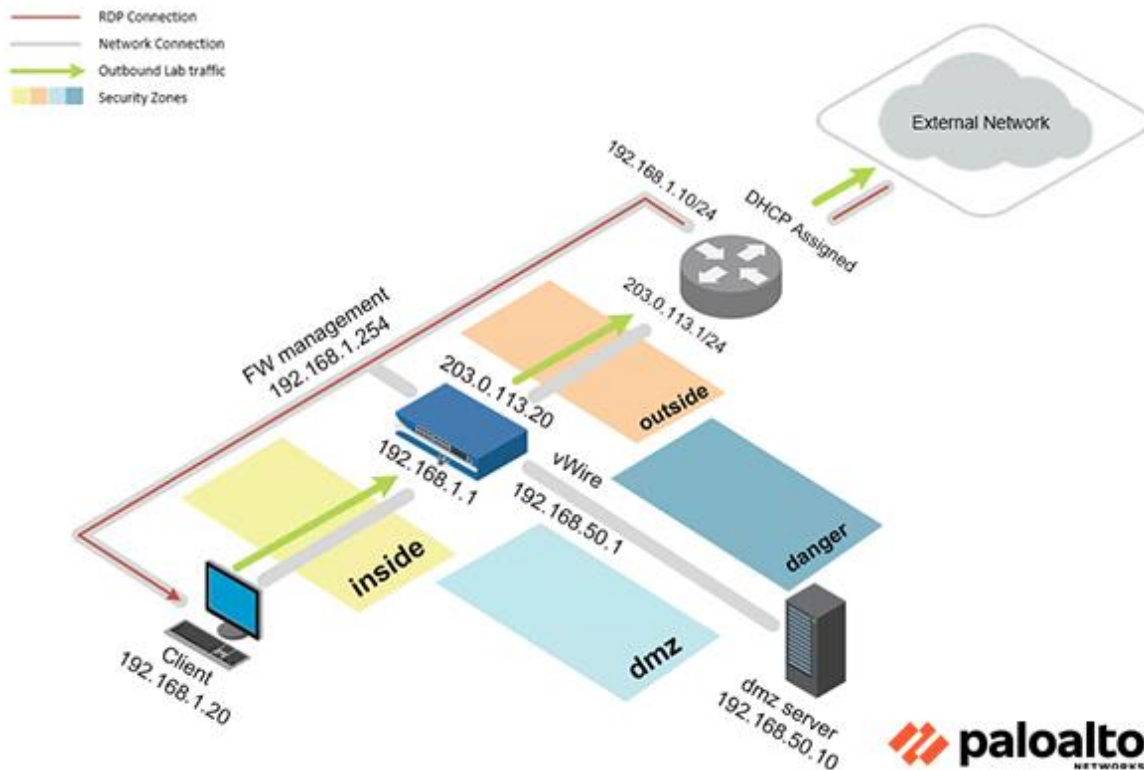 RDP Connection
Network Connection
Outbound Lab traffic
Security Zones
External Network
192.168.1.10/24
DHCP Assigned
203.0.113.1/24
FW management
192.168.1.254
203.0.113.20
outside
192.168.1.1
vWire
192.168.50.1
danger
inside
dmz
Client
192.168.1.20
dmz server
192.168.50.10
paloalto
NETWORKS